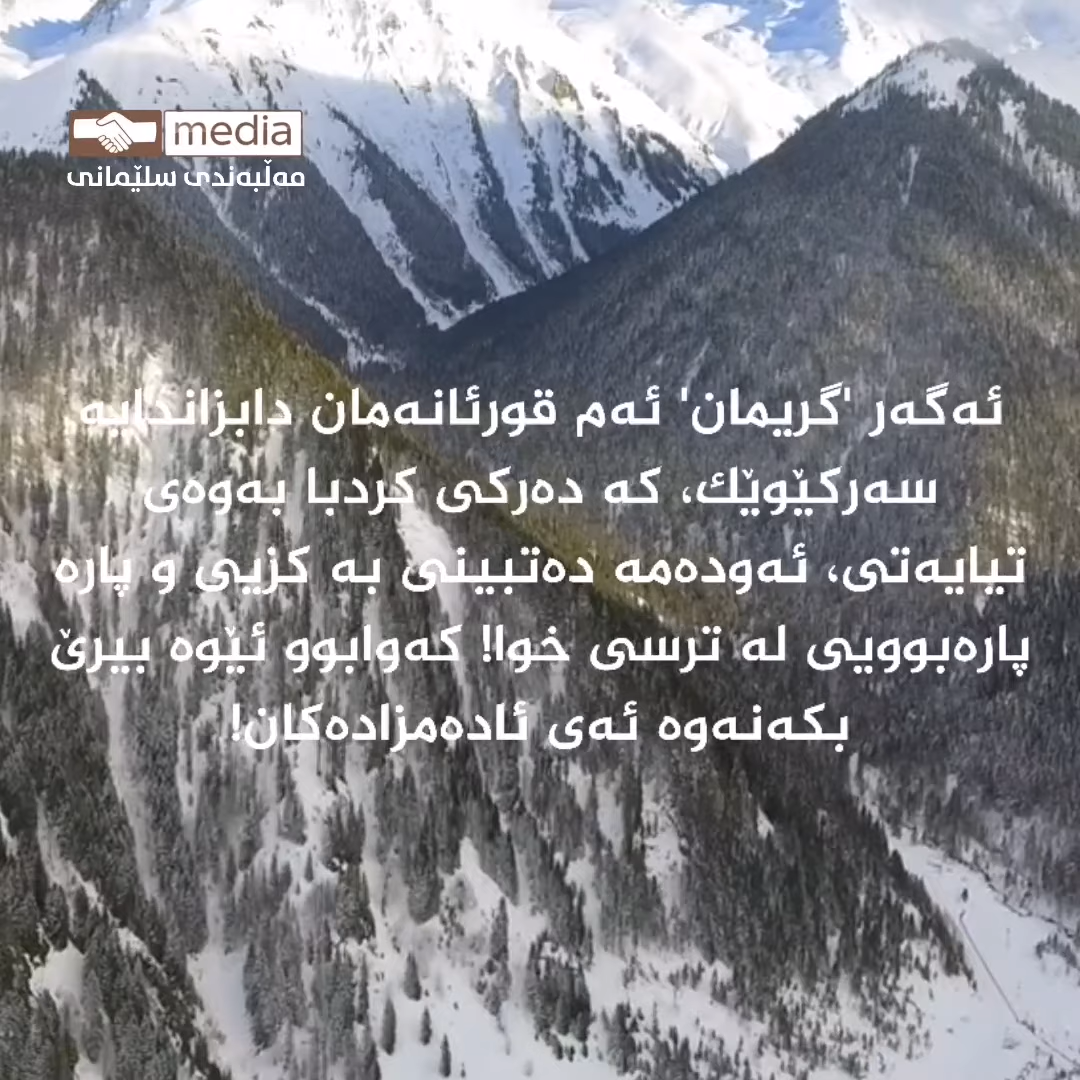 media
مەڵبەندی سلێمانی
ئەگەر 'گریمان' ئەم قورئانەمان دابزاندایە
سەرکێوێك، کە دەرکی کردبا بەوەی
تیایەتی، ئەودەمە دەتبینی بە کزیی و پارە
پارەبوویی لە ترسی خوا! کەوابوو ئێوە بیرێ
بکەنەوە ئەی ئادەمزادەکان!